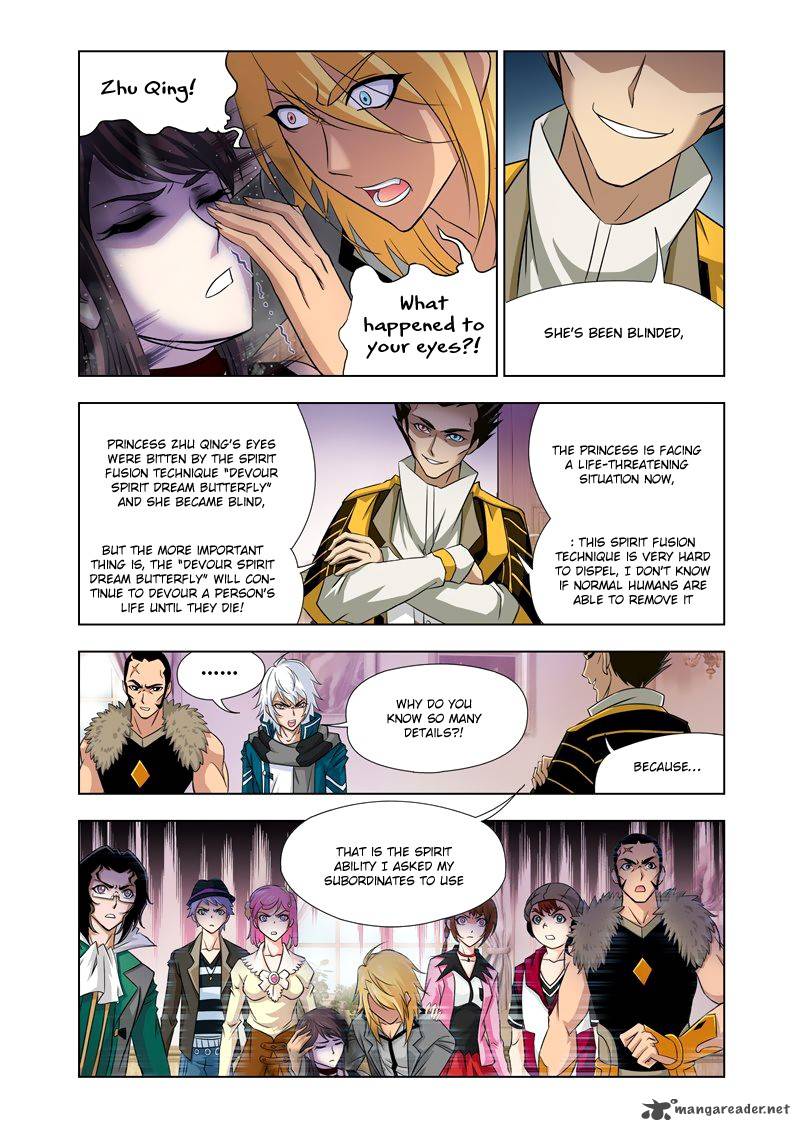 Zhu Qing!
What
happened to
your eyes?!
SHE'S BEEN BLINDED,
PRINCESS ZHU QING'S EYES
WERE BITTEN BY THE SPIRIT
FUSION TECHNIQUE "DEVOUR
SPIRIT DREAM BUTTERFLY"
AND SHE BECAME BLIND,
BUT THE MORE IMPORTANT
THING IS, THE "DEVOUR SPIRIT
DREAM BUTTERFLY" WILL CON-
TINUE TO DEVOUR A PERSON'S
LIFE UNTIL THEY DIE!
THE PRINCESS IS FACING
A LIFE-THREATENING
SITUATION NOW,
: THIS SPIRIT FUSION
TECHNIQUE IS VERY HARD
TO DISPEL, I DON'T KNOW
IF NORMAL HUMANS ARE
ABLE TO REMOVE IT
......
WHY DO YOU
KNOW SO MANY
DETAILS?!
BECAUSE...
THAT IS THE SPIRIT
ABILITY I ASKED MY
SUBORDINATES TO USE
mangareader.net